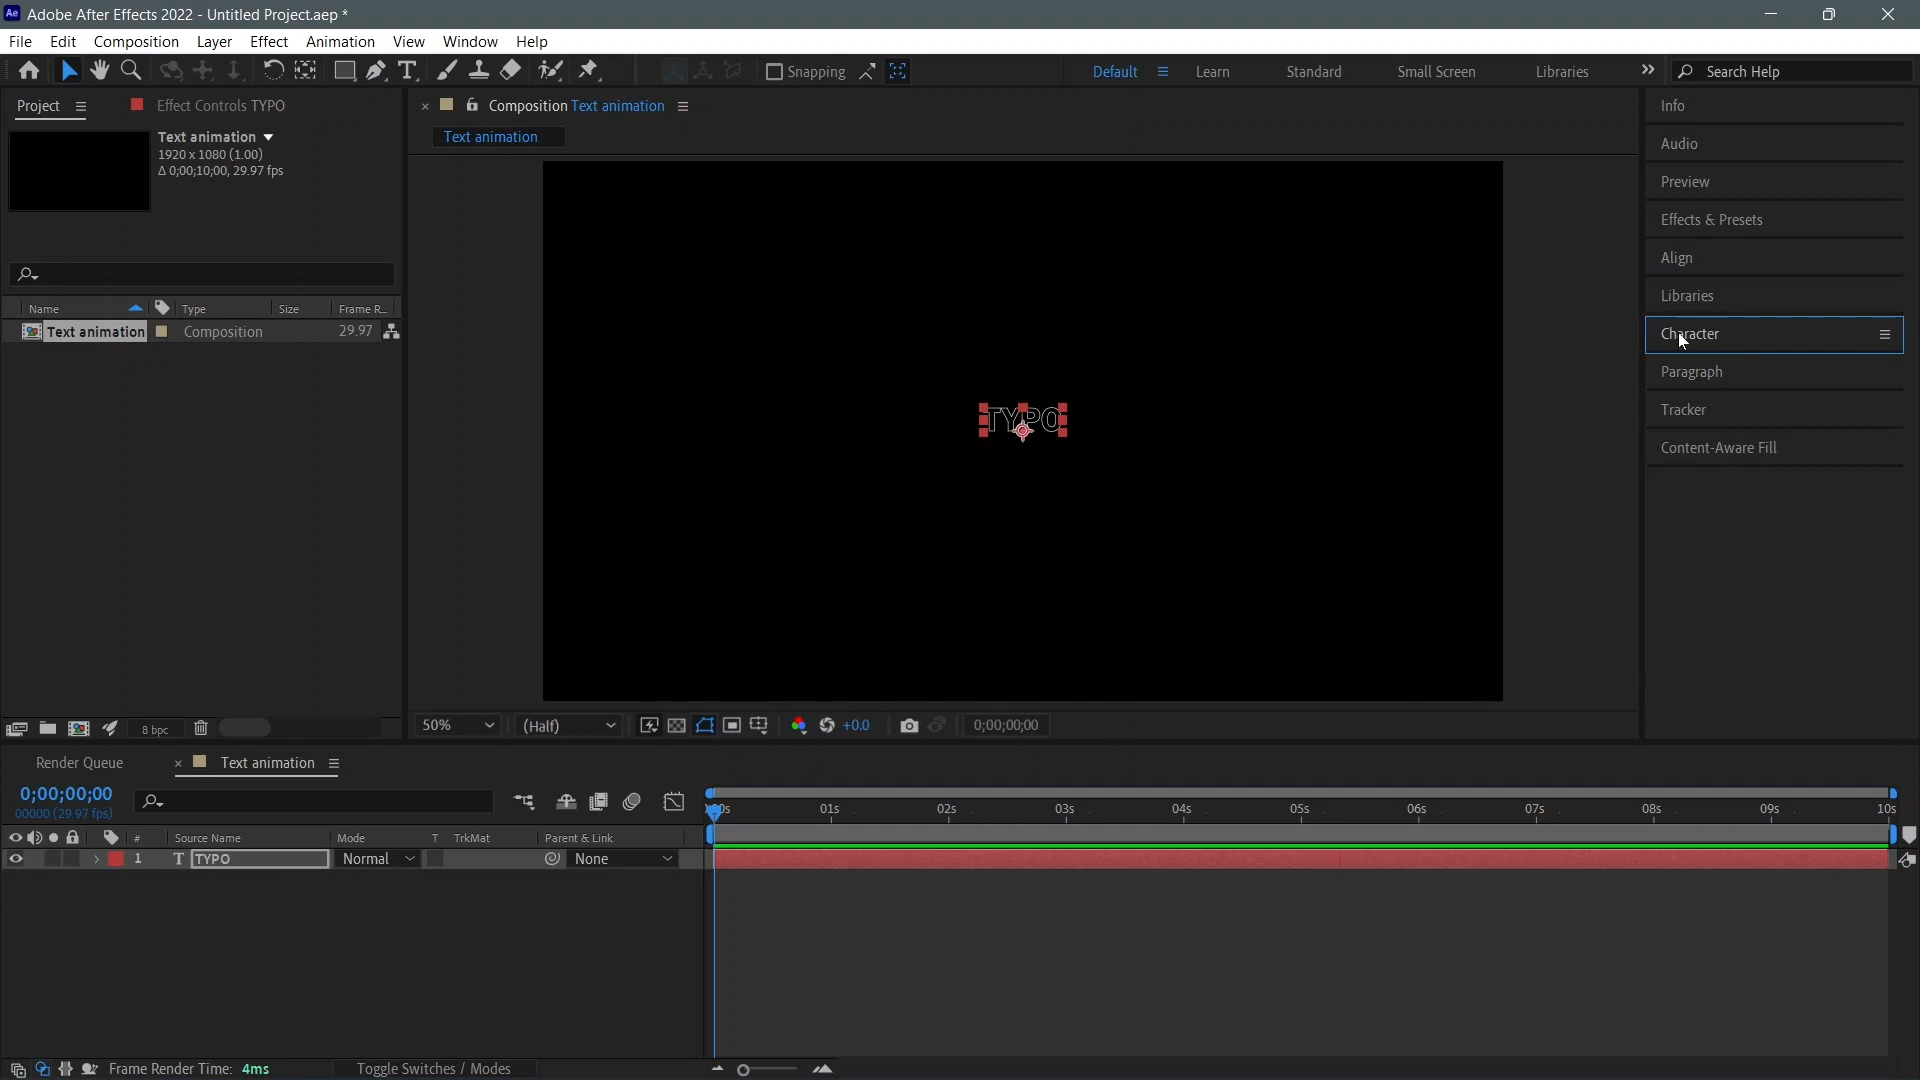 Ae Adobe After Effects 2022 - Untitled Project.aep *
File Edit Composition Layer Effect Animation View Window Help
Snapping Default Learn Standard Small Screen Libraries Search Help
Project Effect Controls TYPO
Text animation
1920 x 1080 (1.00)
Δ 0;00;10;00, 29.97 fps
Name Type Size Frame R...
Text animation Composition 29.97
8 bpc
Composition Text animation
Text animation
TYPO
50% (Half) +0.0 0;00;00;00
Info
Audio
Preview
Effects & Presets
Align
Libraries
Character
Paragraph
Tracker
Content-Aware Fill
Render Queue Text animation
0;00;00;00
00000 (29.97 fps)
01s 02s 03s 04s 05s 06s 07s 08s 09s 10s
# Source Name Mode T TrkMat Parent & Link
1 T TYPO Normal None
Frame Render Time: 4ms Toggle Switches / Modes